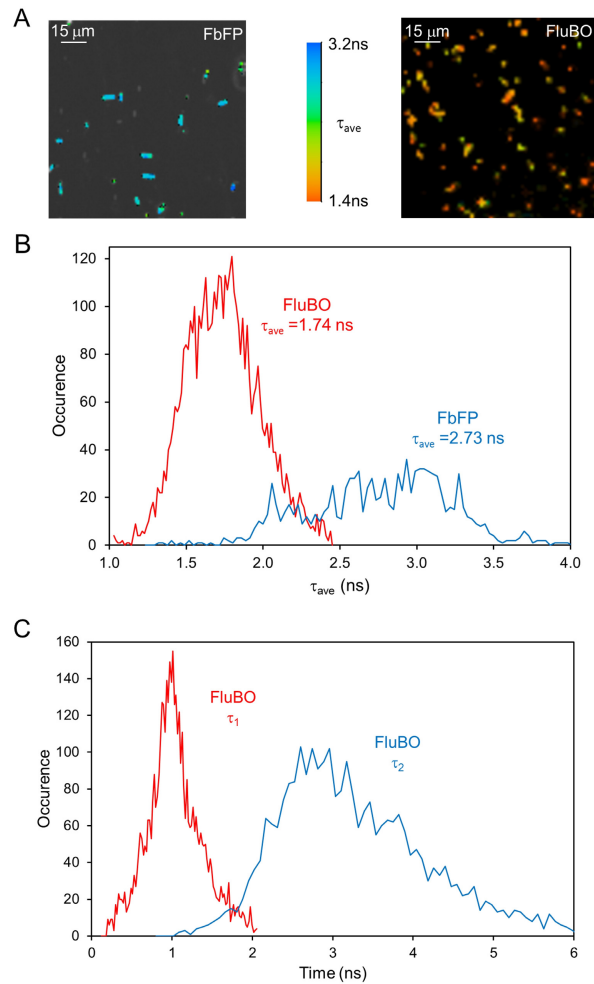 A
15 μm
FbFP
3.2ns
τave
1.4ns
15 μm
FluBO
B
Occurence
120
100
80
60
40
20
0
FluBO
τave =1.74 ns
FbFP
τave =2.73 ns
1.0
1.5
2.0
2.5
3.0
3.5
4.0
τave (ns)
C
Occurence
160
140
120
100
80
60
40
20
0
FluBO
τ1
FluBO
τ2
0
1
2
3
4
5
6
Time (ns)